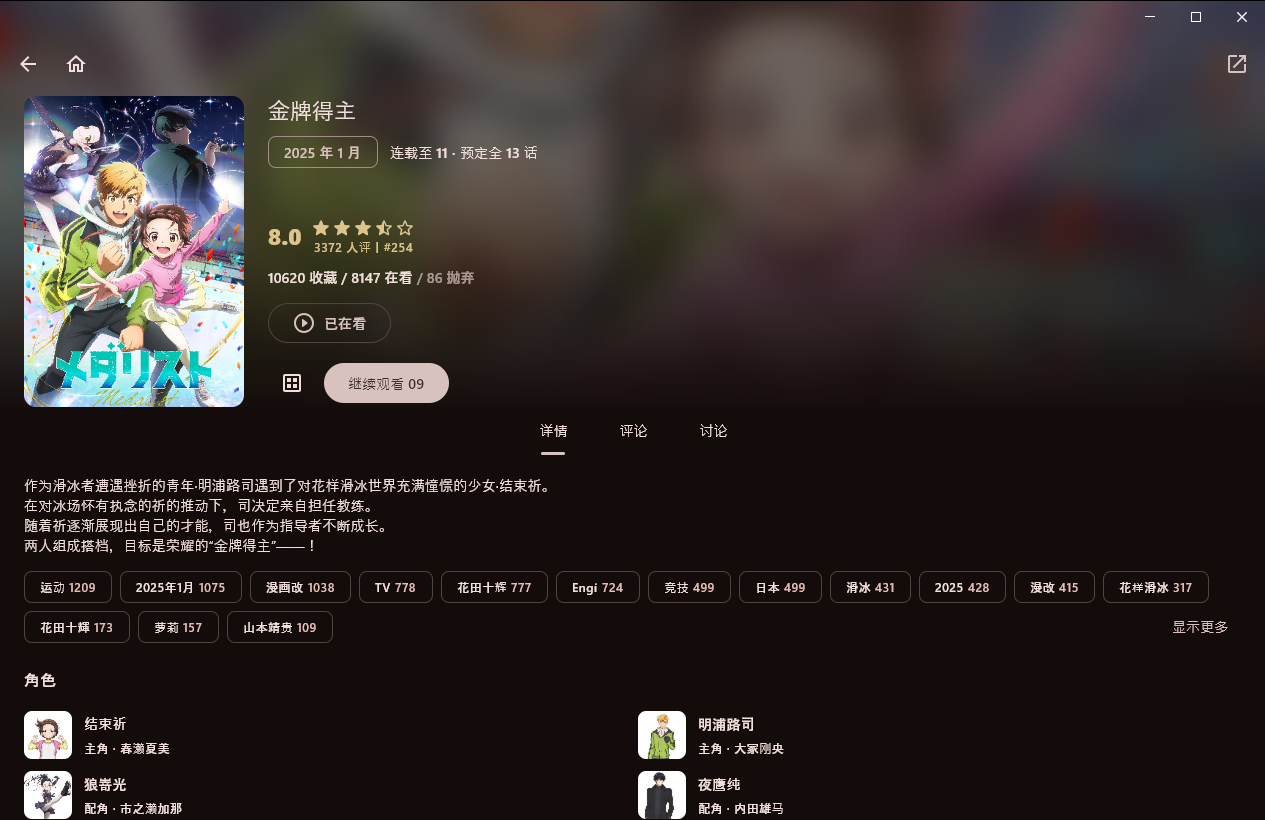 金牌得主
2025 年 1 月 连载至 11 · 预定全 13 话
メダリスト
Medalist
8.0
3372 人评 | #254
10620 收藏 / 8147 在看 / 86 抛弃
已在看
继续观看 09
详情 评论 讨论
作为滑冰者遭遇挫折的青年·明浦路司遇到了对花样滑冰世界充满憧憬的少女·结束祈。
在对冰场怀有执念的祈的推动下，司决定亲自担任教练。
随着祈逐渐展现出自己的才能，司也作为指导者不断成长。
两人组成搭档，目标是荣耀的“金牌得主”——！
运动 1209 2025年1月 1075 漫画改 1038 TV 778 花田十辉 777 Engi 724 竞技 499 日本 499 滑冰 431 2025 428 漫改 415 花样滑冰 317
花田十輝 173 萝莉 157 山本靖贵 109 显示更多
角色
结束祈 明浦路司
主角 · 春濑夏美 主角 · 大冢刚央
狼嵜光 夜鹰纯
配角 · 市之濑加那 配角 · 内田雄马